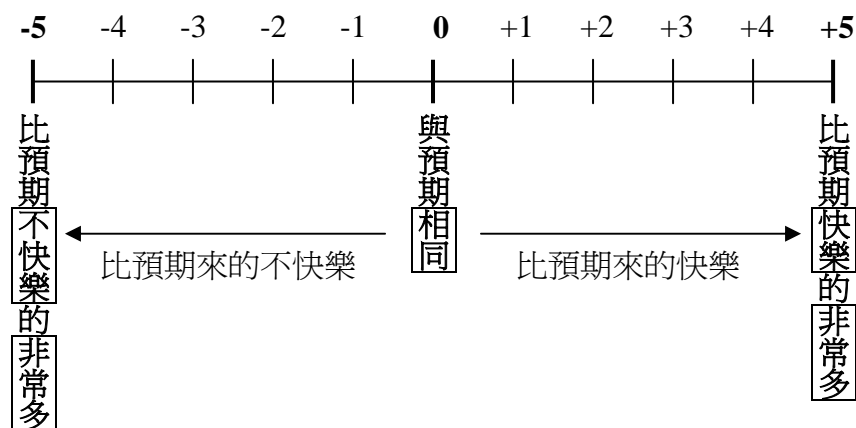 -5 -4 -3 -2 -1 0 +1 +2 +3 +4 +5
比預期不快樂的非常多
與預期相同
比預期快樂的非常多
比預期來的不快樂
比預期來的快樂